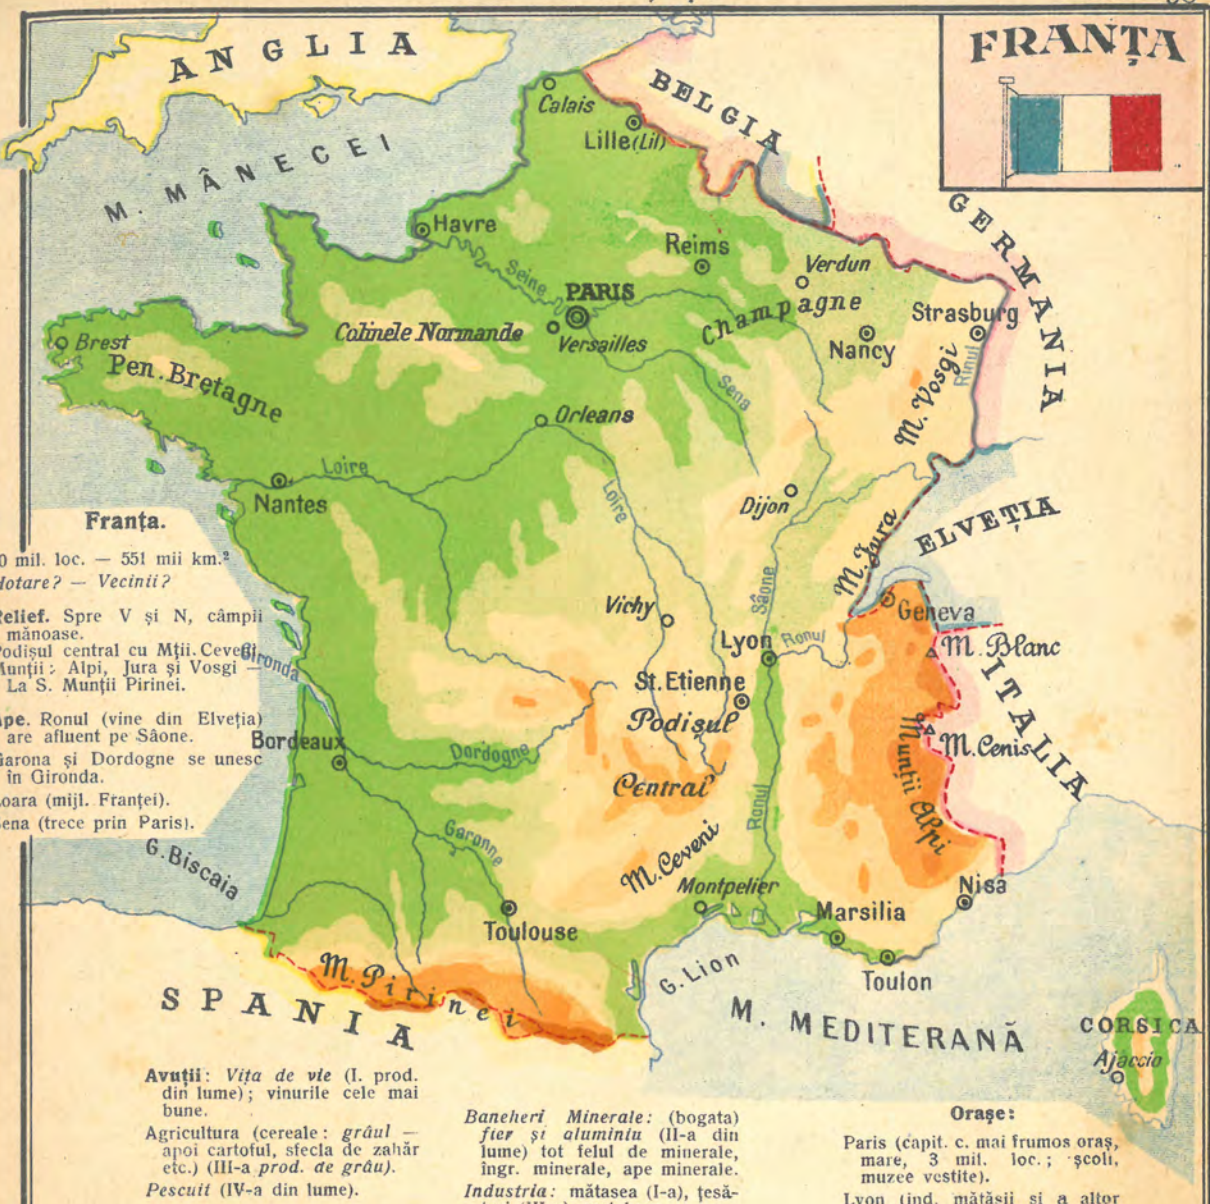 FRANȚA
ANGLIA
BELGIA
GERMANIA
M. MÂNECEI
Calais
Lille (Lil)
Havre
Reims
Verdun
Seine
PARIS
Champagne
Strasburg
Colinele Normande
Versailles
Nancy
Brest
Pen. Bretagne
Rinul
M. Vosgi
Sena
Orleans
Loire
Loire
Nantes
Dijon
ELVEȚIA
M. Jura
Vichy
Sâone
Geneva
Lyon
Ronul
M. Blanc
ITALIA
St. Etienne
Podișul
Central
Gironda
Bordeaux
Dordogne
M. Cenis
Munții Alpi
Ronul
Garonne
M. Ceveni
G. Biscaia
Montpelier
Nisa
Marsilia
Toulouse
Toulon
G. Lion
M. Pirinei
SPANIA
M. MEDITERANĂ
CORSICA
Ajaccio
Franța.
0 mil. loc. — 551 mii km.²
Hotare? — Vecinii?
Relief. Spre V și N, câmpii
mănoase.
Podișul central cu Mții. Ceveni,
Munții: Alpi, Jura și Vosgi —
La S. Munții Pirinei.
Ape. Ronul (vine din Elveția)
are afluent pe Sâone.
Garona și Dordogne se unesc
în Gironda.
Loara (mijl. Franței).
Sena (trece prin Paris).
Avuții: Vița de vie (I. prod.
din lume); vinurile cele mai
bune.
Agricultura (cereale: grâul —
apoi cartoful, sfecla de zahăr
etc.) (III-a prod. de grâu).
Pescuit (IV-a din lume).
Baneheri Minerale: (bogata)
fier și aluminiu (II-a din
lume) tot felul de minerale,
îngr. minerale, ape minerale.
Industria: mătasea (I-a), țesă-
Orașe:
Paris (capit. c. mai frumos oraș,
mare, 3 mil. loc.; școli,
muzee vestite).
Lyon (ind. mătăsii și a altor